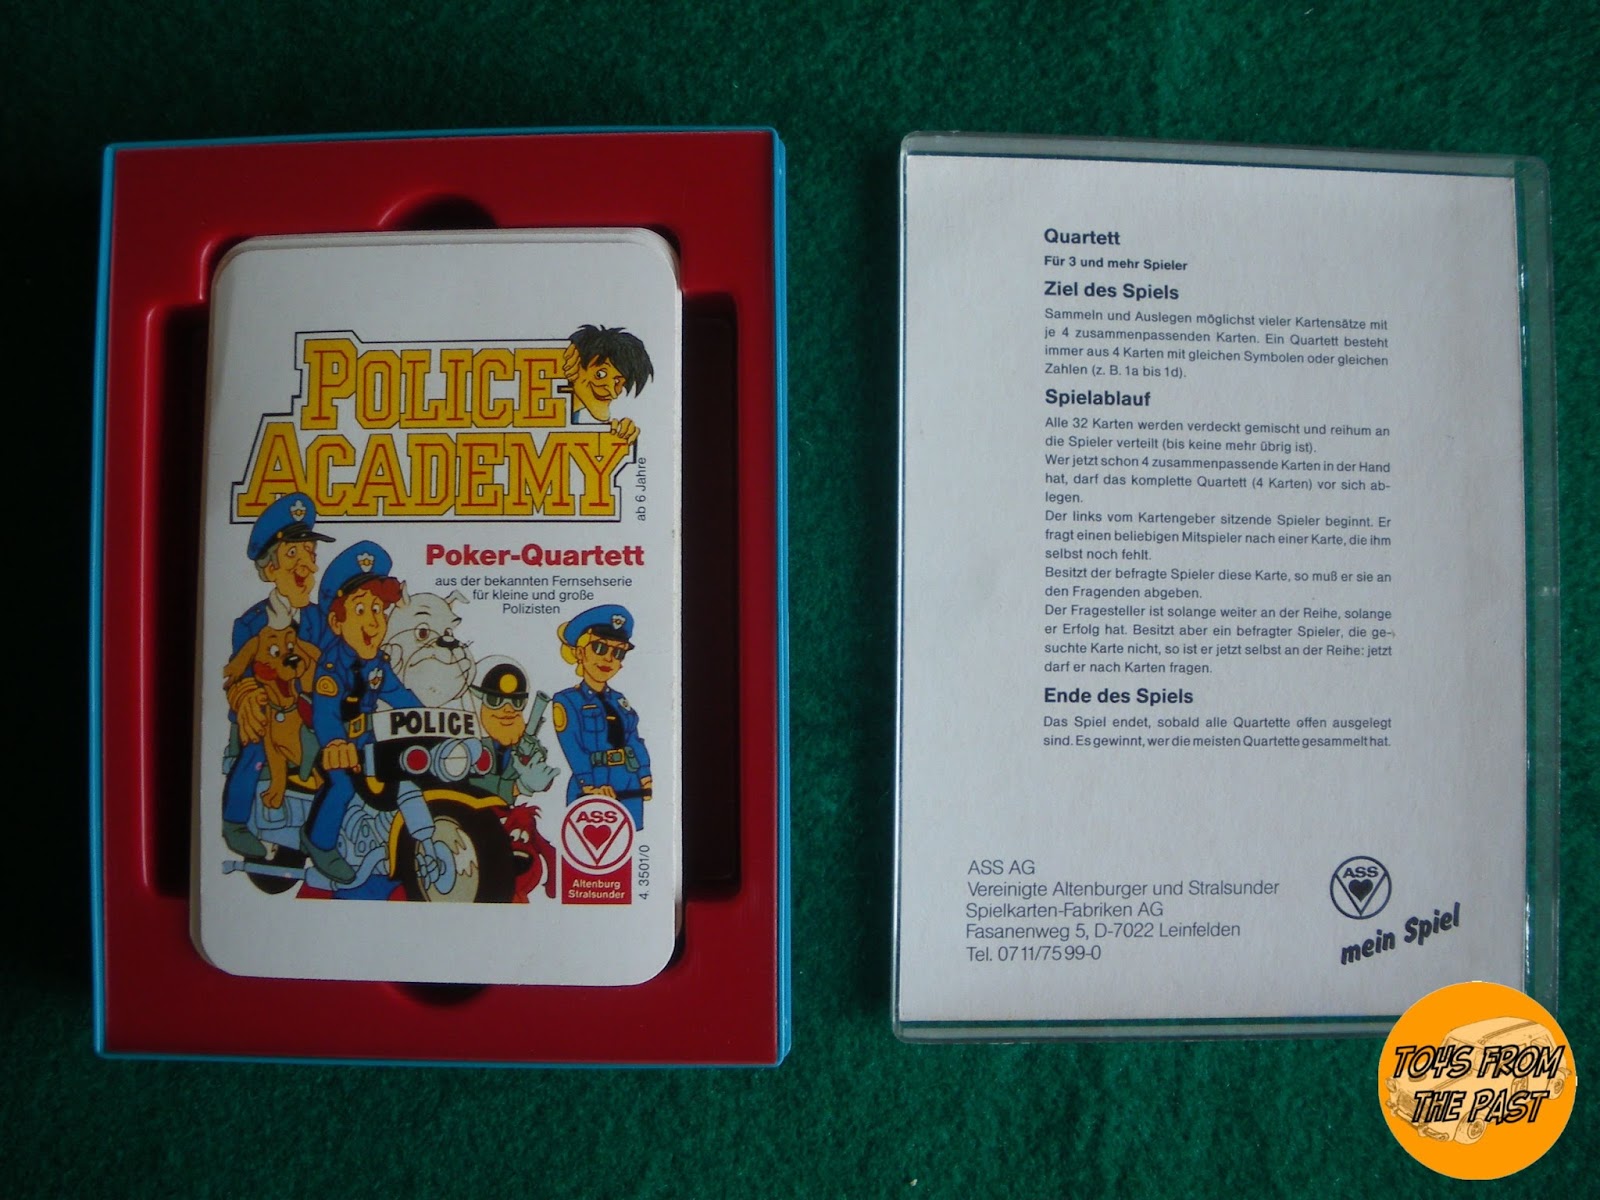 POLICE
ACADEMY
ab 6 Jahre
Poker-Quartett
aus der bekannten Fernsehserie
für kleine und große
Polizisten
POLICE
ASS
Altenburg
Stralsunder
4. 3501/0
Quartett
Für 3 und mehr Spieler
Ziel des Spiels
Sammeln und Auslegen möglichst vieler Kartensätze mit
je 4 zusammenpassenden Karten. Ein Quartett besteht
immer aus 4 Karten mit gleichen Symbolen oder gleichen
Zahlen (z. B. 1a bis 1d).
Spielablauf
Alle 32 Karten werden verdeckt gemischt und reihum an
die Spieler verteilt (bis keine mehr übrig ist).
Wer jetzt schon 4 zusammenpassende Karten in der Hand
hat, darf das komplette Quartett (4 Karten) vor sich ab-
legen.
Der links vom Kartengeber sitzende Spieler beginnt. Er
fragt einen beliebigen Mitspieler nach einer Karte, die ihm
selbst noch fehlt.
Besitzt der befragte Spieler diese Karte, so muß er sie an
den Fragenden abgeben.
Der Fragesteller ist solange weiter an der Reihe, solange
er Erfolg hat. Besitzt aber ein befragter Spieler, die ge-
suchte Karte nicht, so ist er jetzt selbst an der Reihe: jetzt
darf er nach Karten fragen.
Ende des Spiels
Das Spiel endet, sobald alle Quartette offen ausgelegt
sind. Es gewinnt, wer die meisten Quartette gesammelt hat.
ASS AG
Vereinigte Altenburger und Stralsunder
Spielkarten-Fabriken AG
Fasanenweg 5, D-7022 Leinfelden
Tel. 0711/7599-0
ASS
mein Spiel
TOYS FROM
THE PAST